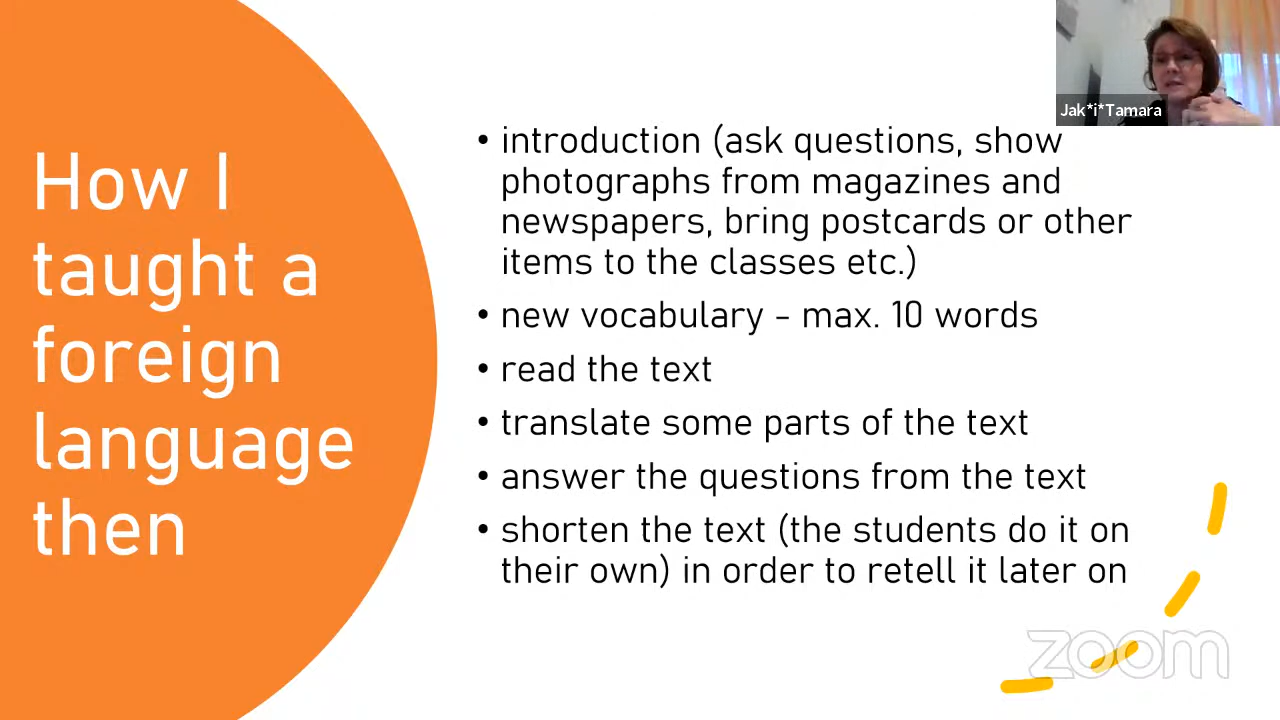 How I
taught a
foreign
language
then
Jak*i*Tamara
• introduction (ask questions, show
photographs from magazines and
newspapers, bring postcards or other
items to the classes etc.)
• new vocabulary - max. 10 words
• read the text
• translate some parts of the text
• answer the questions from the text
• shorten the text (the students do it on
their own) in order to retell it later on
zoom